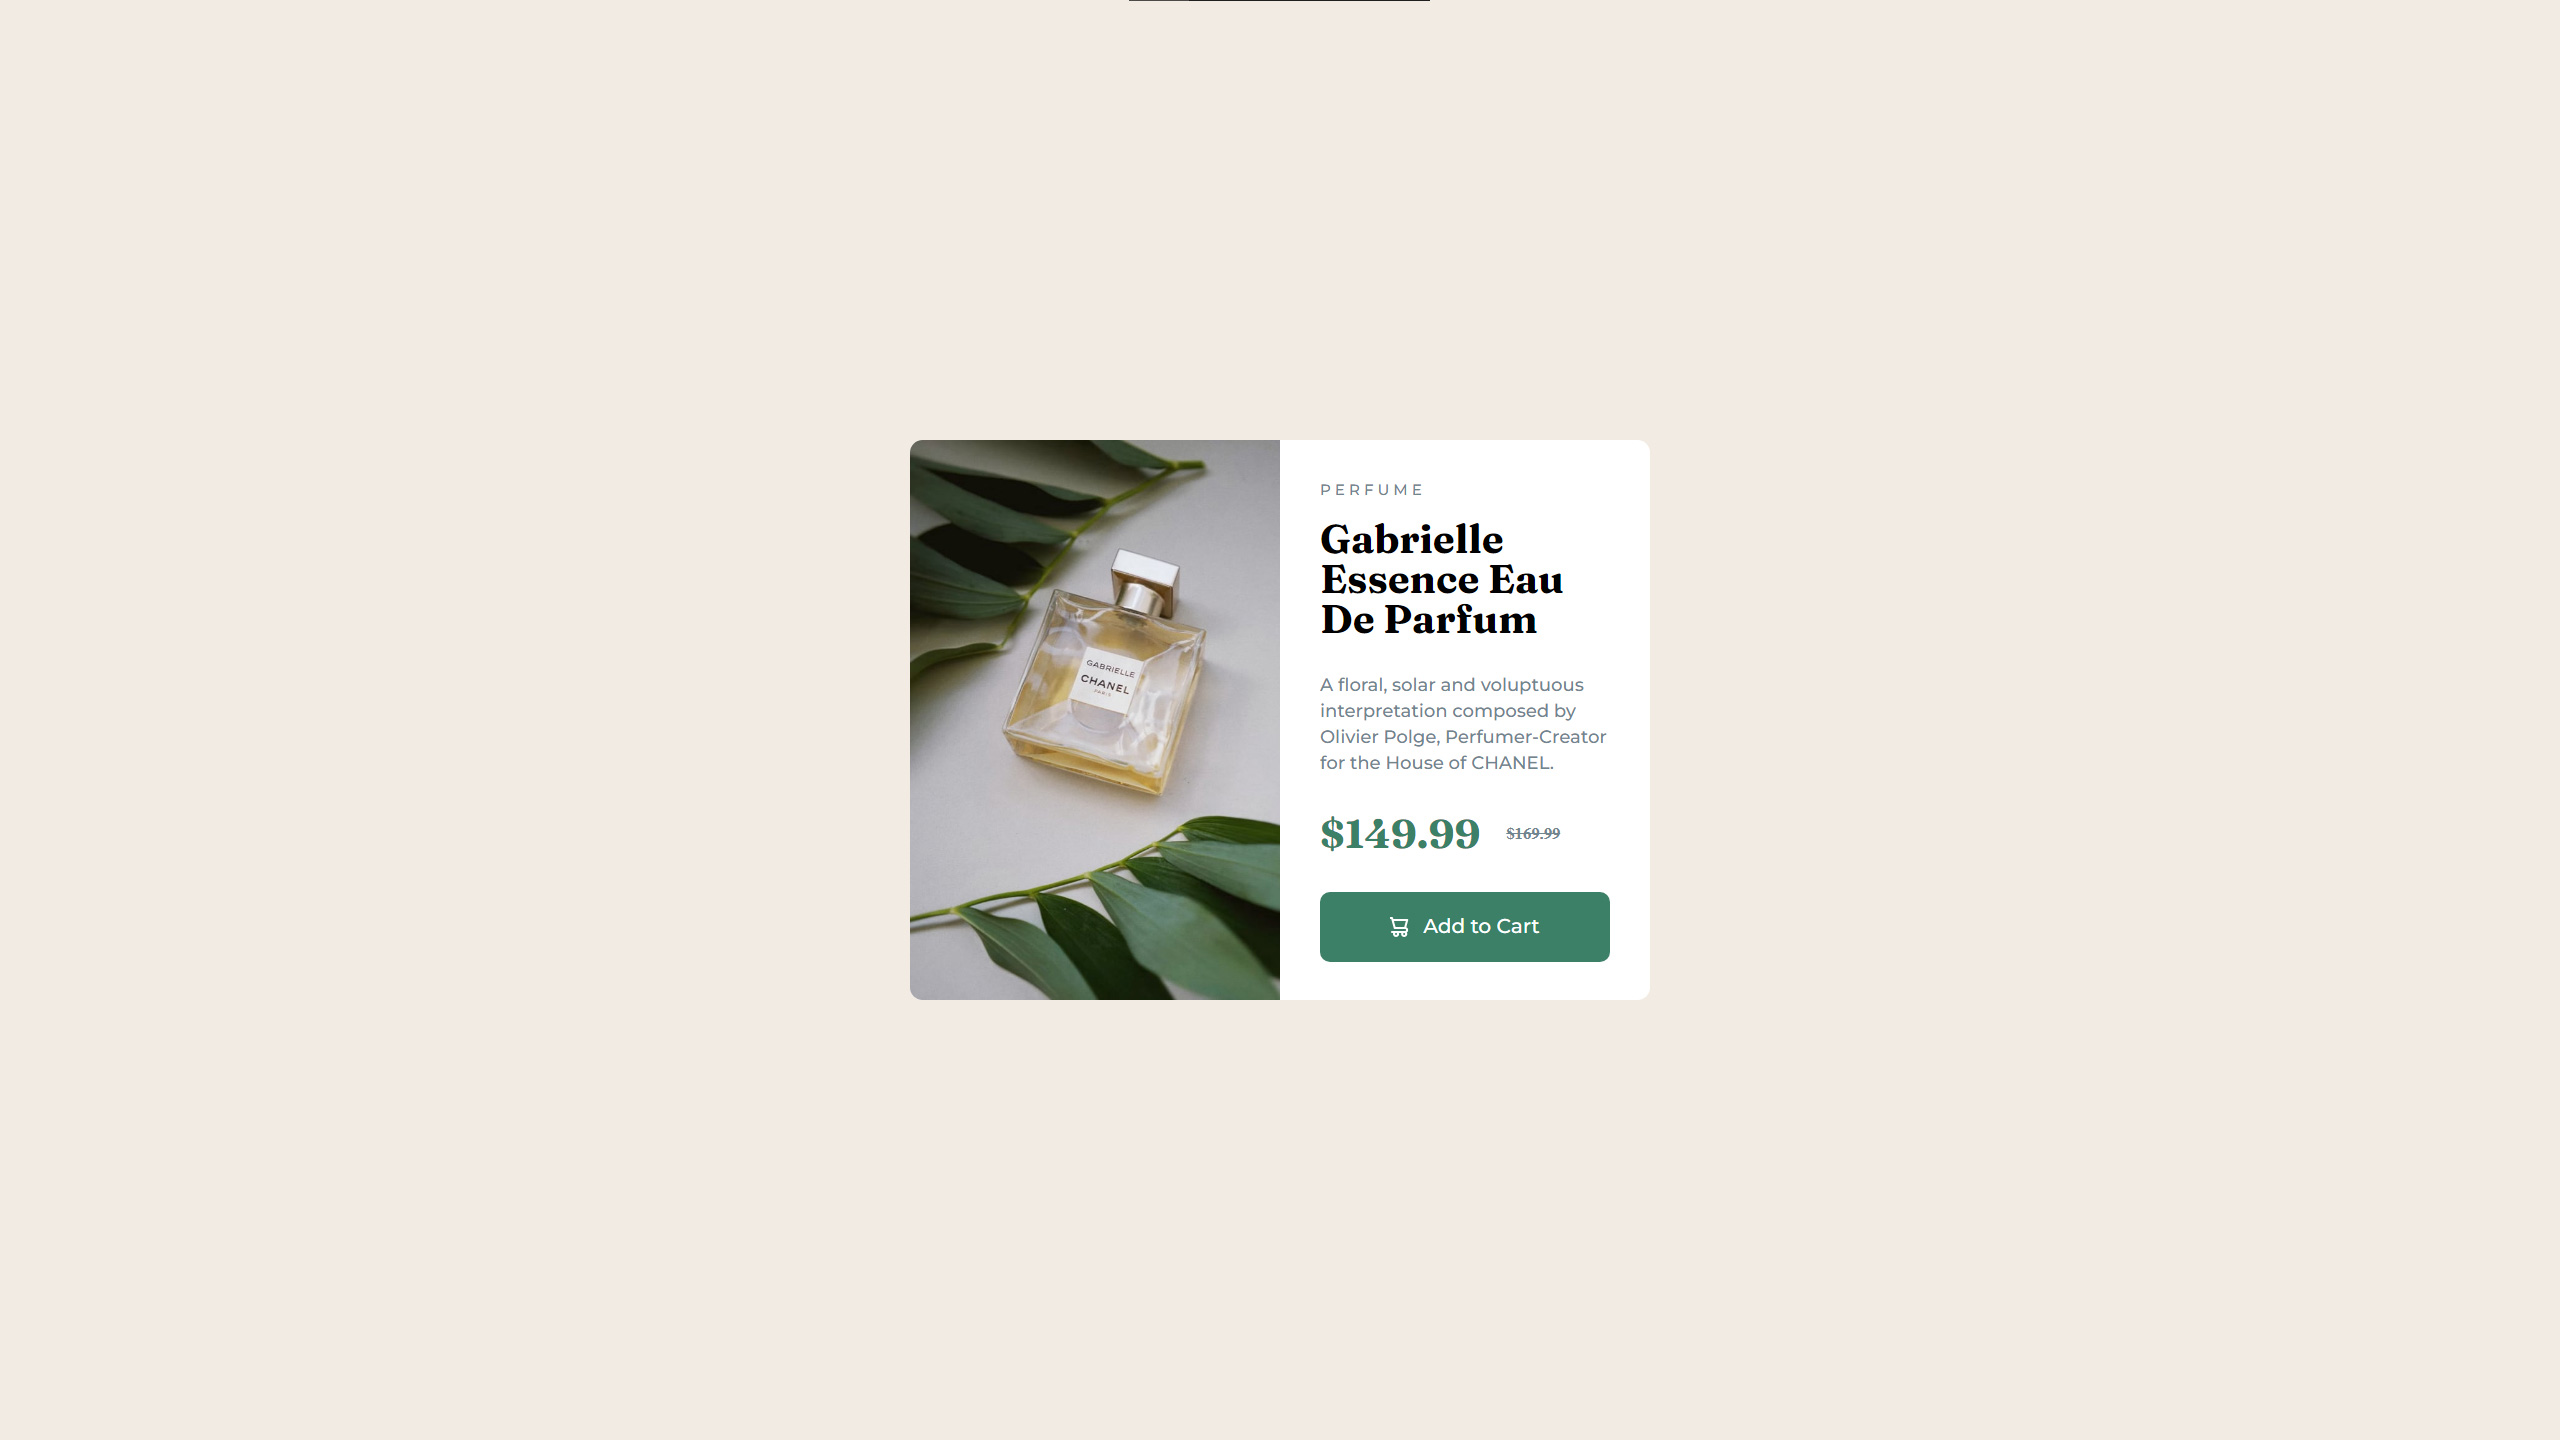 GABRIELLE
CHANEL
PARIS
PERFUME
Gabrielle
Essence Eau
De Parfum
A floral, solar and voluptuous
interpretation composed by
Olivier Polge, Perfumer-Creator
for the House of CHANEL.
$149.99 $169.99
Add to Cart